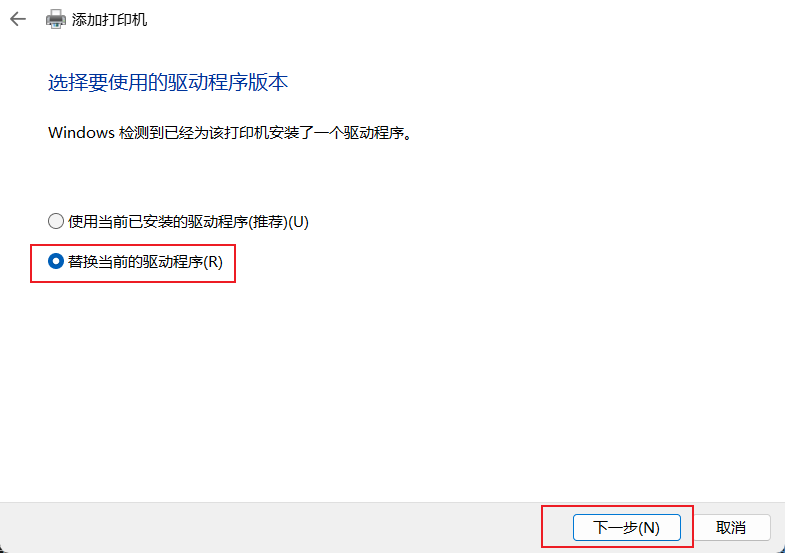 添加打印机
选择要使用的驱动程序版本
Windows 检测到已经为该打印机安装了一个驱动程序。
使用当前已安装的驱动程序(推荐)(U)
替换当前的驱动程序(R)
下一步(N) 取消